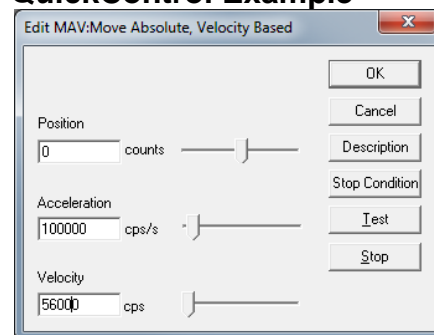 QuickControl Example
Edit MAV:Move Absolute, Velocity Based
OK
Cancel
Position
0 counts
Description
Stop Condition
Acceleration
100000 cps/s
Test
Stop
Velocity
56000 cps